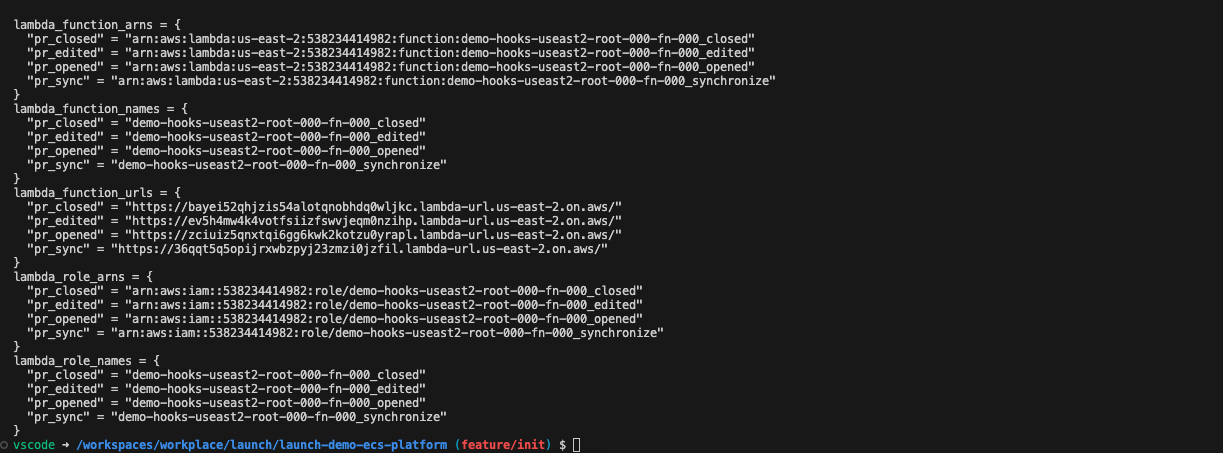 lambda_function_arns = {
  "pr_closed" = "arn:aws:lambda:us-east-2:538234414982:function:demo-hooks-useast2-root-000-fn-000_closed"
  "pr_edited" = "arn:aws:lambda:us-east-2:538234414982:function:demo-hooks-useast2-root-000-fn-000_edited"
  "pr_opened" = "arn:aws:lambda:us-east-2:538234414982:function:demo-hooks-useast2-root-000-fn-000_opened"
  "pr_sync" = "arn:aws:lambda:us-east-2:538234414982:function:demo-hooks-useast2-root-000-fn-000_synchronize"
}
lambda_function_names = {
  "pr_closed" = "demo-hooks-useast2-root-000-fn-000_closed"
  "pr_edited" = "demo-hooks-useast2-root-000-fn-000_edited"
  "pr_opened" = "demo-hooks-useast2-root-000-fn-000_opened"
  "pr_sync" = "demo-hooks-useast2-root-000-fn-000_synchronize"
}
lambda_function_urls = {
  "pr_closed" = "https://bayei52qhjzis54alotqnobhdq0wljkc.lambda-url.us-east-2.on.aws/"
  "pr_edited" = "https://ev5h4mw4k4votfsiizfswvjeqm0nzihp.lambda-url.us-east-2.on.aws/"
  "pr_opened" = "https://zciuiz5qnxtqi6gg6kwk2kotzu0yrapl.lambda-url.us-east-2.on.aws/"
  "pr_sync" = "https://36qqt5q5opijrxwbzpyj23zmzi0jzfil.lambda-url.us-east-2.on.aws/"
}
lambda_role_arns = {
  "pr_closed" = "arn:aws:iam::538234414982:role/demo-hooks-useast2-root-000-fn-000_closed"
  "pr_edited" = "arn:aws:iam::538234414982:role/demo-hooks-useast2-root-000-fn-000_edited"
  "pr_opened" = "arn:aws:iam::538234414982:role/demo-hooks-useast2-root-000-fn-000_opened"
  "pr_sync" = "arn:aws:iam::538234414982:role/demo-hooks-useast2-root-000-fn-000_synchronize"
}
lambda_role_names = {
  "pr_closed" = "demo-hooks-useast2-root-000-fn-000_closed"
  "pr_edited" = "demo-hooks-useast2-root-000-fn-000_edited"
  "pr_opened" = "demo-hooks-useast2-root-000-fn-000_opened"
  "pr_sync" = "demo-hooks-useast2-root-000-fn-000_synchronize"
}
vscode ➜ /workspaces/workplace/launch/launch-demo-ecs-platform (feature/init) $